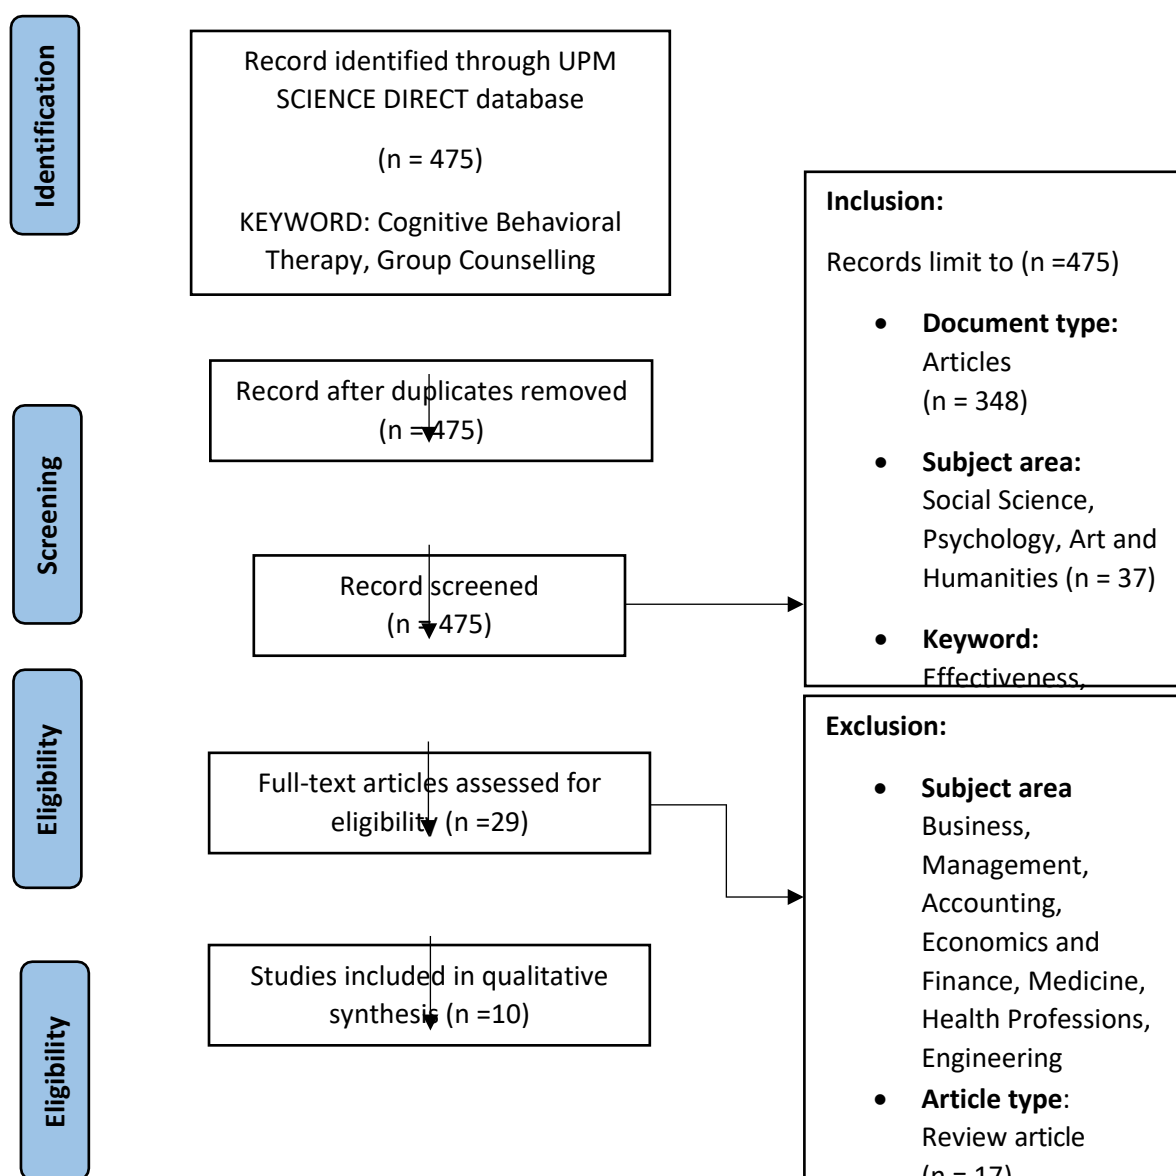 Identification
Record identified through UPM
SCIENCE DIRECT database
(n = 475)
KEYWORD: Cognitive Behavioral
Therapy, Group Counselling
Inclusion:
Records limit to (n =475)
• Document type:
Articles
(n = 348)
• Subject area:
Social Science,
Psychology, Art and
Humanities (n = 37)
• Keyword:
Effectiveness,
Screening
Record after duplicates removed
(n = 475)
Record screened
(n = 475)
Eligibility
Full-text articles assessed for
eligibility (n =29)
Exclusion:
• Subject area
Business,
Management,
Accounting,
Economics and
Finance, Medicine,
Health Professions,
Engineering
• Article type:
Review article
(n = 17)
Eligibility
Studies included in qualitative
synthesis (n =10)